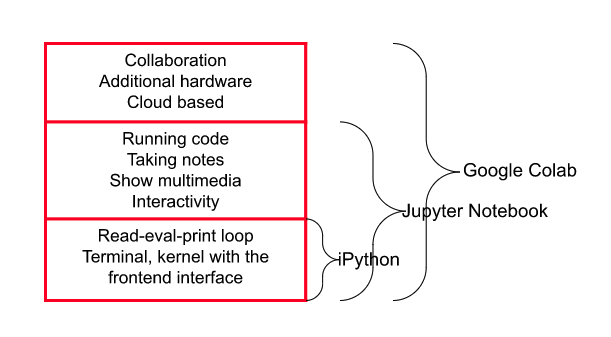 Collaboration
Additional hardware
Cloud based
Running code
Taking notes
Show multimedia
Interactivity
Read-eval-print loop
Terminal, kernel with the
frontend interface
Google Colab
Jupyter Notebook
iPython